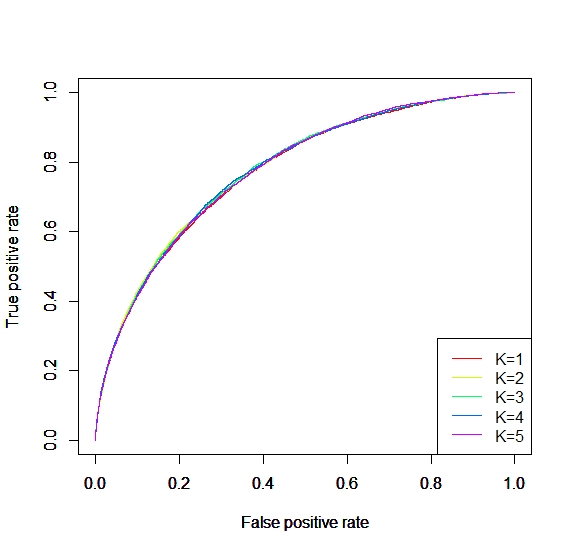 True positive rate
1.0
0.8
0.6
0.4
0.2
0.0
K=1
K=2
K=3
K=4
K=5
0.0 0.2 0.4 0.6 0.8 1.0
False positive rate